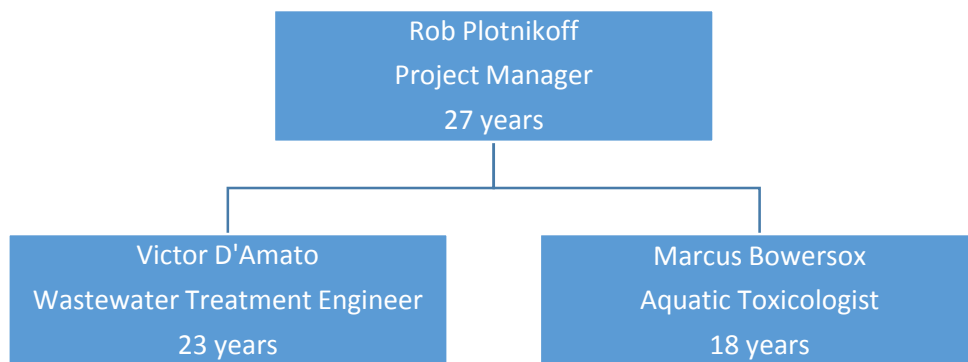 Rob Plotnikoff
Project Manager
27 years
Victor D'Amato
Wastewater Treatment Engineer
23 years
Marcus Bowersox
Aquatic Toxicologist
18 years